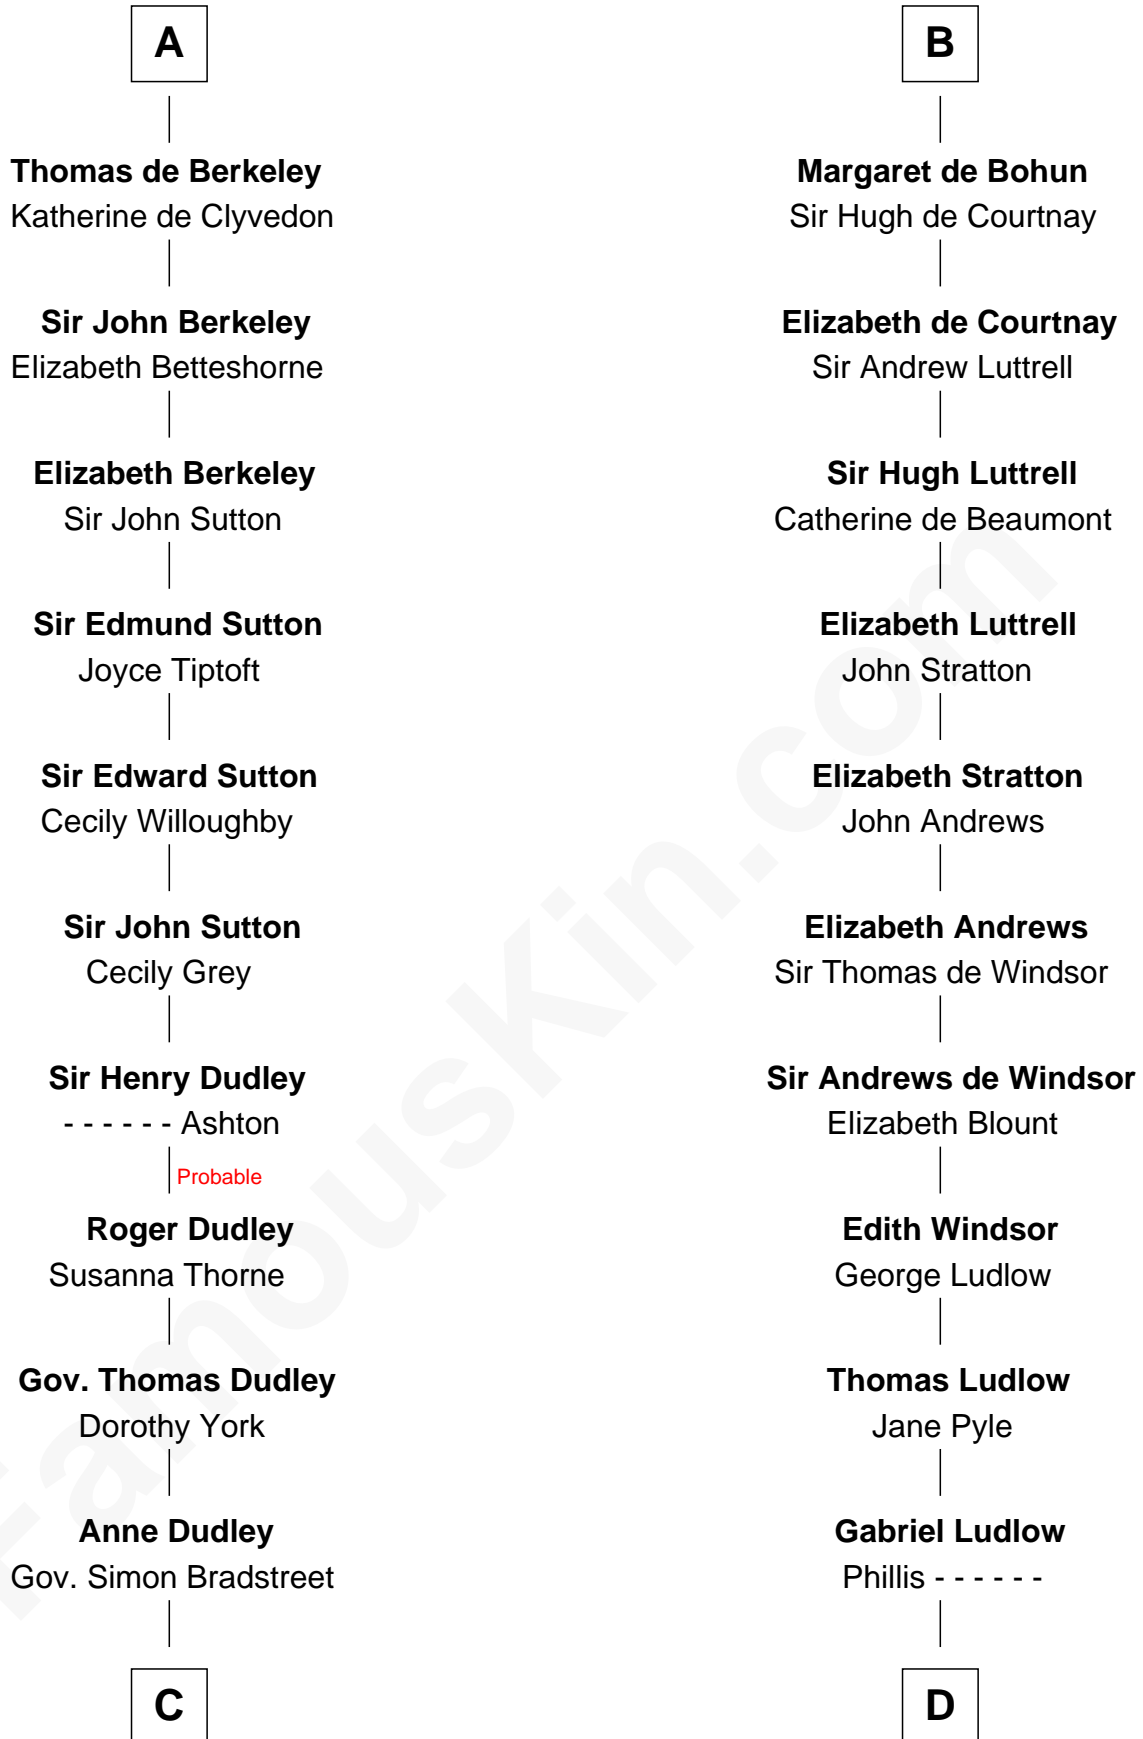 A
Thomas de Berkeley
Katherine de Clyvedon
Sir John Berkeley
Elizabeth Betteshorne
Elizabeth Berkeley
Sir John Sutton
Sir Edmund Sutton
Joyce Tiptoft
Sir Edward Sutton
Cecily Willoughby
Sir John Sutton
Cecily Grey
Sir Henry Dudley
- - - - - - Ashton
Probable
Roger Dudley
Susanna Thorne
Gov. Thomas Dudley
Dorothy York
Anne Dudley
Gov. Simon Bradstreet
C
B
Margaret de Bohun
Sir Hugh de Courtnay
Elizabeth de Courtnay
Sir Andrew Luttrell
Sir Hugh Luttrell
Catherine de Beaumont
Elizabeth Luttrell
John Stratton
Elizabeth Stratton
John Andrews
Elizabeth Andrews
Sir Thomas de Windsor
Sir Andrews de Windsor
Elizabeth Blount
Edith Windsor
George Ludlow
Thomas Ludlow
Jane Pyle
Gabriel Ludlow
Phillis - - - - - -
D
FamousKin.com